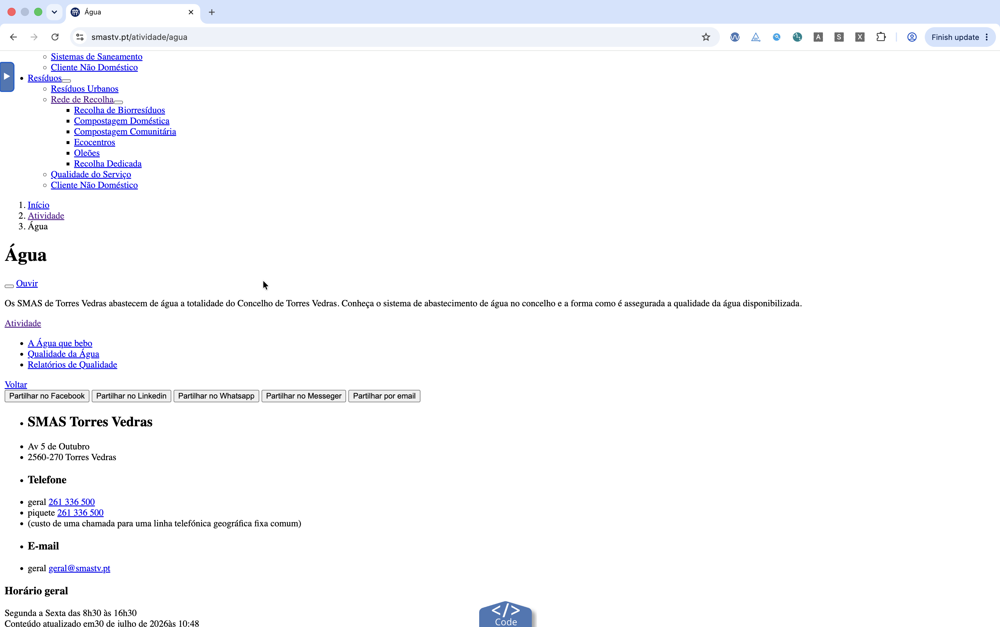 Água
smastv.pt/atividade/agua
A
S
X
Finish update
Sistemas de Saneamento
Cliente Não Doméstico
Resíduos
Resíduos Urbanos
Rede de Recolha
Recolha de Biorresíduos
Compostagem Doméstica
Compostagem Comunitária
Ecocentros
Oleões
Recolha Dedicada
Qualidade do Serviço
Cliente Não Doméstico
1. Início
2. Atividade
3. Água
Água
Ouvir
Os SMAS de Torres Vedras abastecem de água a totalidade do Concelho de Torres Vedras. Conheça o sistema de abastecimento de água no concelho e a forma como é assegurada a qualidade da água disponibilizada.
Atividade
A Água que bebo
Qualidade da Água
Relatórios de Qualidade
Voltar
Partilhar no Facebook Partilhar no Linkedin Partilhar no Whatsapp Partilhar no Messeger Partilhar por email
SMAS Torres Vedras
Av 5 de Outubro
2560-270 Torres Vedras
Telefone
geral 261 336 500
piquete 261 336 500
(custo de uma chamada para uma linha telefónica geográfica fixa comum)
E-mail
geral geral@smastv.pt
Horário geral
Segunda a Sexta das 8h30 às 16h30
Conteúdo atualizado em30 de julho de 2026às 10:48
</>
Code